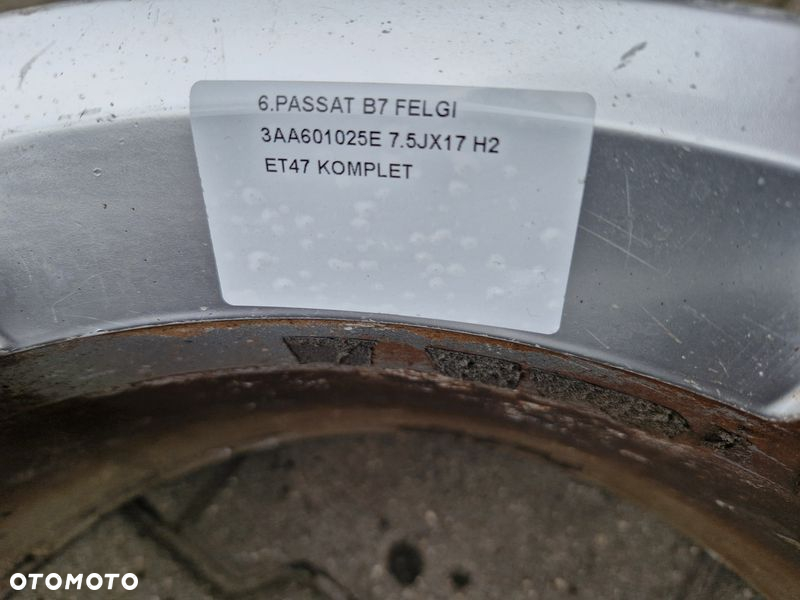 6.PASSAT B7 FELGI
3AA601025E 7.5JX17 H2
ET47 KOMPLET
OTOMOTO